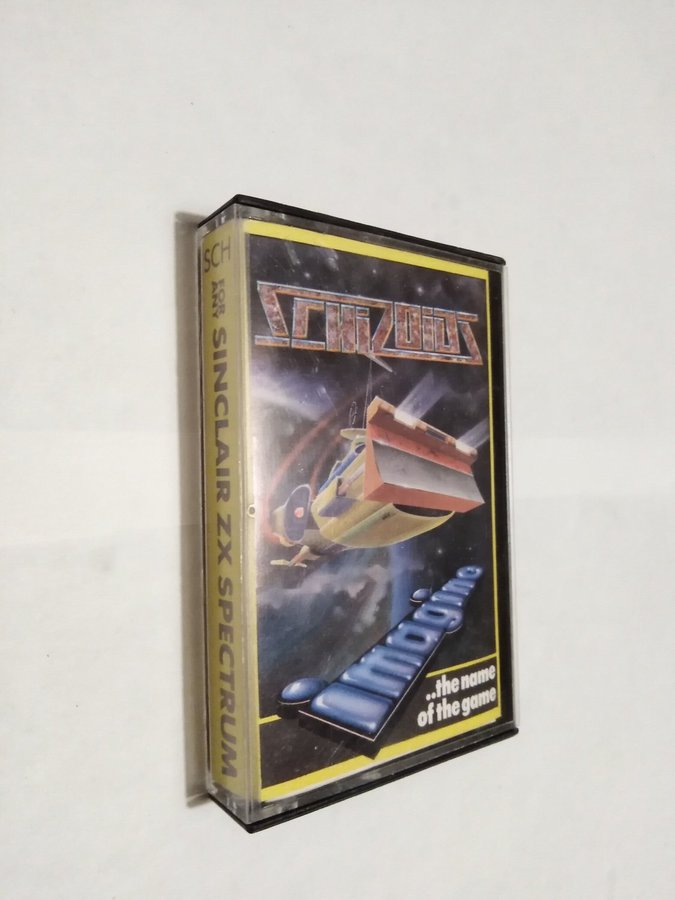 SCH
FOR ANY SINCLAIR ZX SPECTRUM
SCHIZOIDS
imagine
..the name
of the game